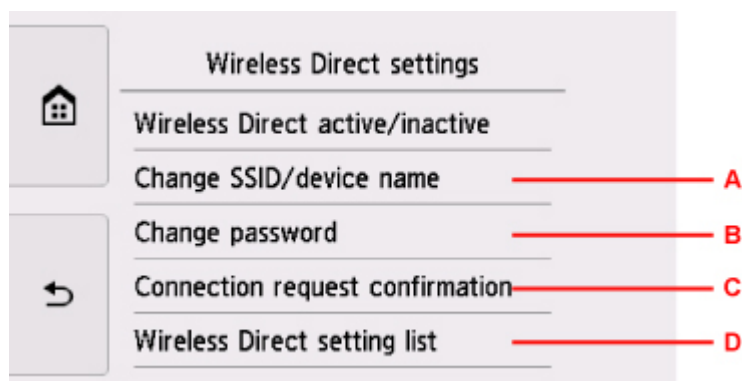 Wireless Direct settings
Wireless Direct active/inactive
Change SSID/device name
A
Change password
B
Connection request confirmation
C
Wireless Direct setting list
D